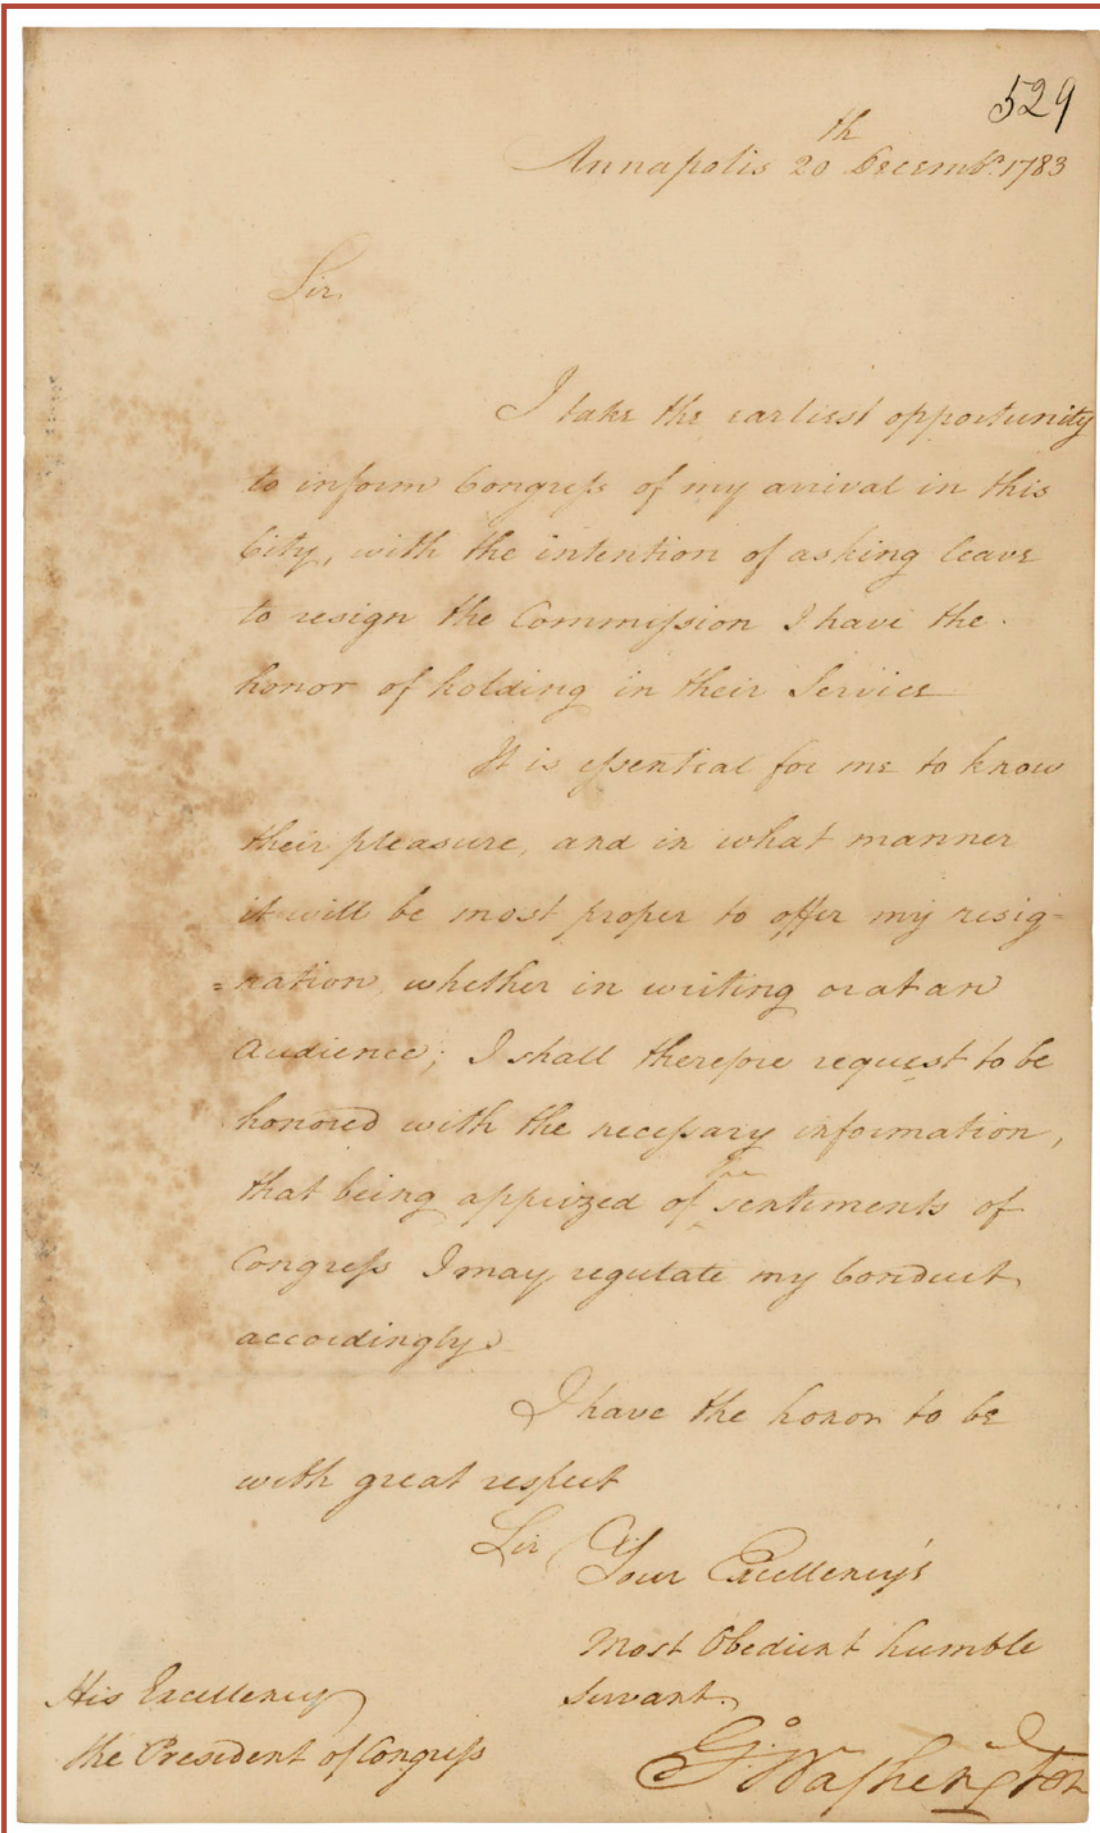 529
Annapolis 20th Decembr. 1783
Sir,
I take the earliest opportunity
to inform Congreſs of my arrival in this
City, with the intention of asking leave
to resign the Commiſsion I have the
honor of holding in their Service
It is eſsential for me to know
their pleasure, and in what manner
it will be most proper to offer my resig=
=nation whether in writing or at an
Audience; I shall therefore request to be
honored with the neceſsary information,
that being apprized of the sentiments of
Congreſs I may regulate my Conduct
accordingly
I have the honor to be
with great respect
Sir
Your Excellency's
Most Obedient humble
Servant.
His Excellency
the President of Congreſs
Go: Waſhington